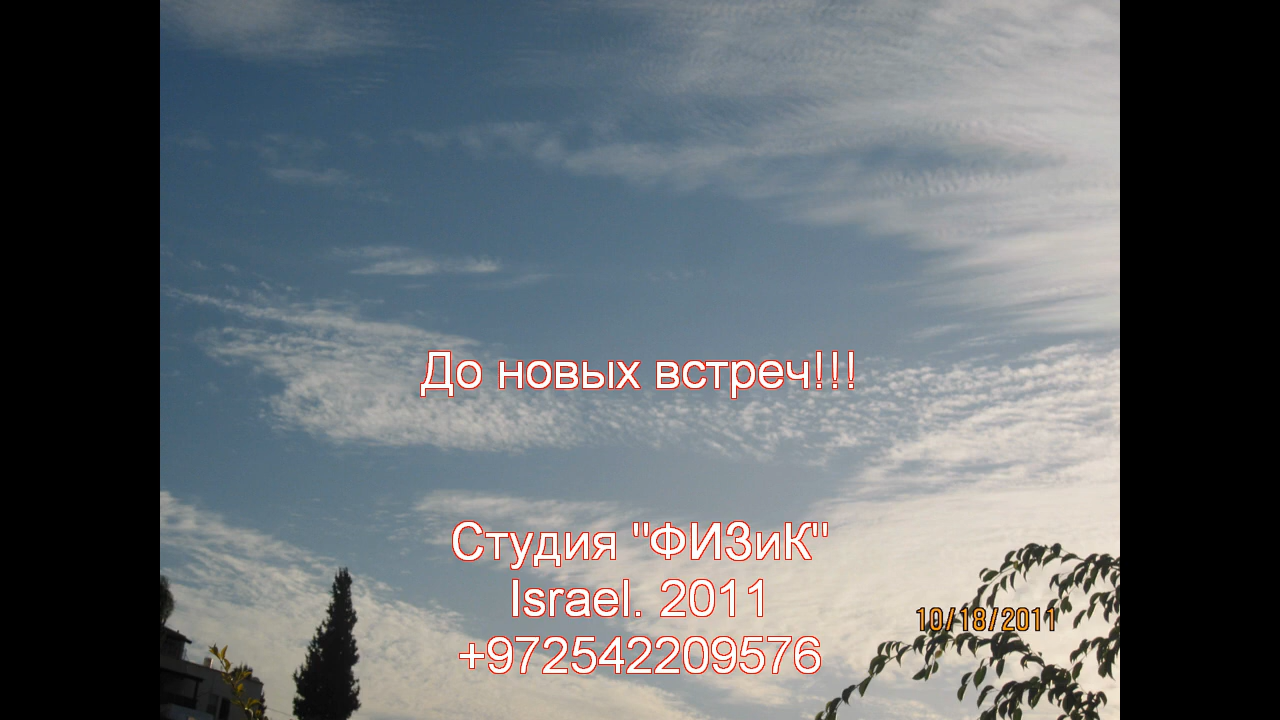 До новых встреч!!!
Студия "ФИЗиК"
Israel. 2011
10/18/2011
+972542209576